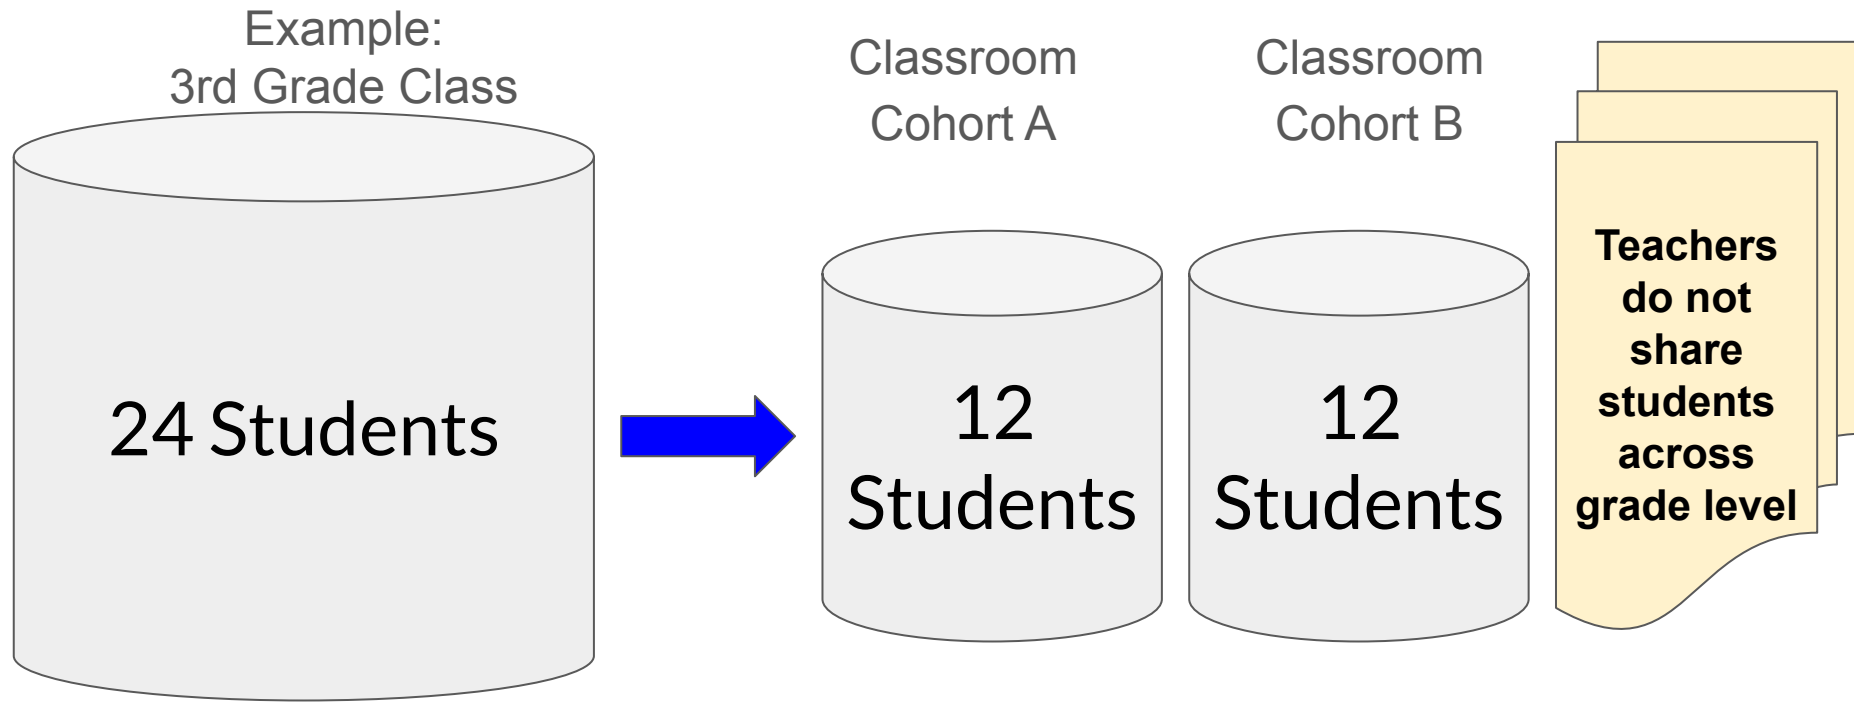 Example:
3rd Grade Class
24 Students
Classroom
Cohort A
12
Students
Classroom
Cohort B
12
Students
Teachers
do not
share
students
across
grade level